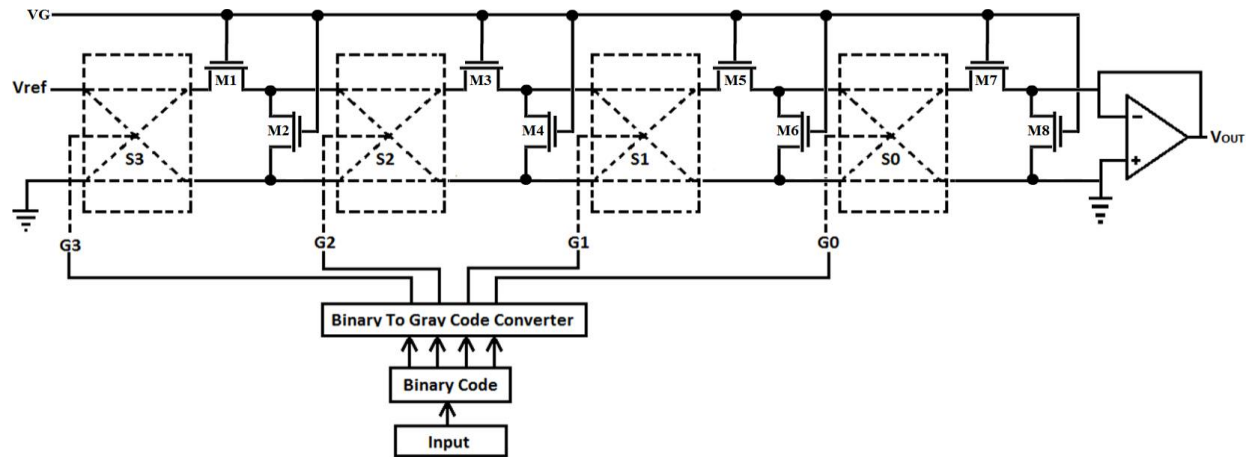 VG
M1 M3 M5 M7
Vref
M2 M4 M6 M8
S3 S2 S1 S0
− +
VOUT
G3 G2 G1 G0
Binary To Gray Code Converter
Binary Code
Input